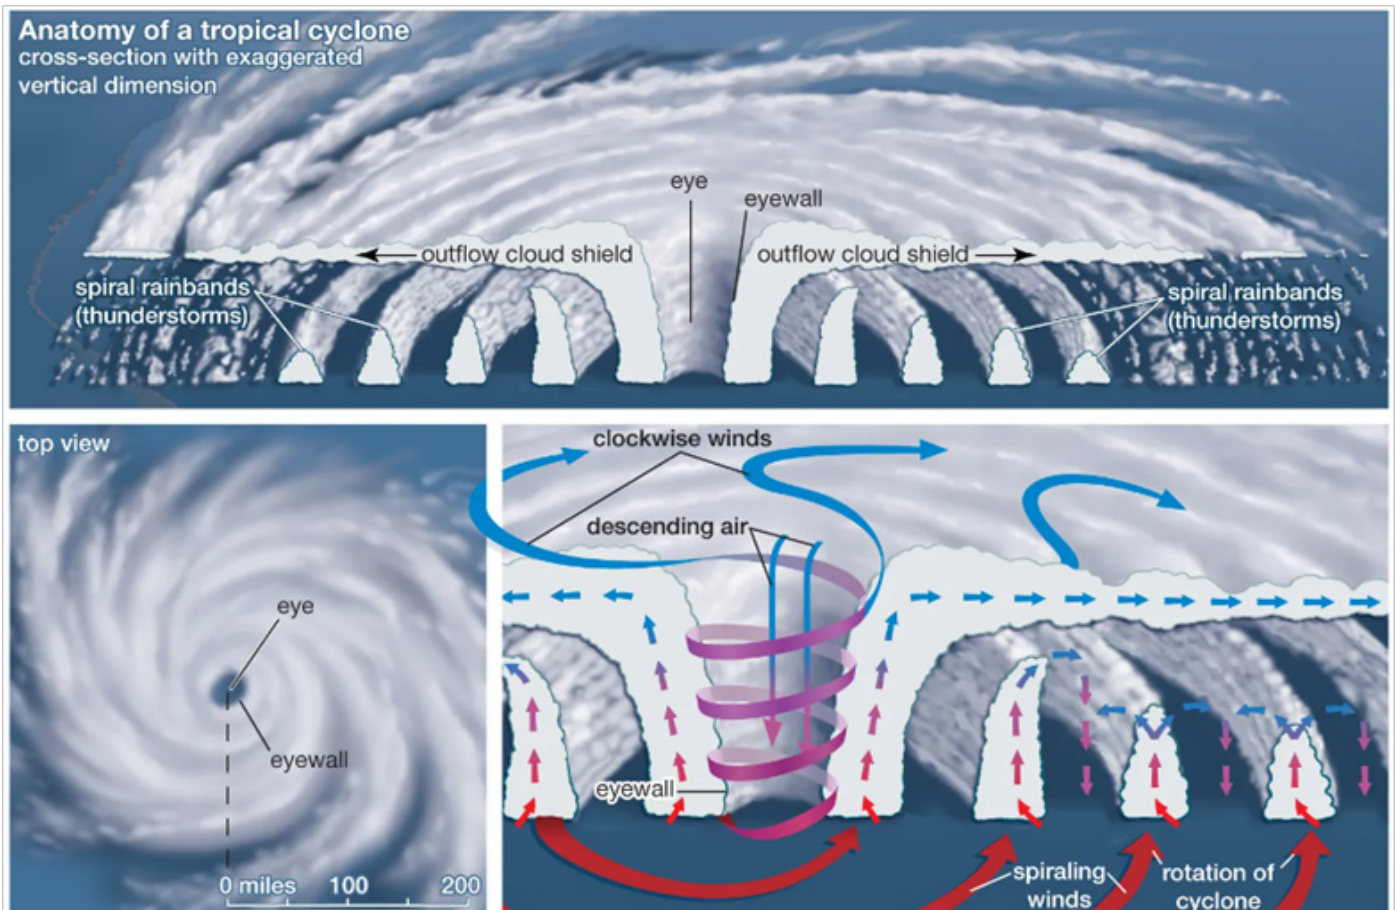 Anatomy of a tropical cyclone
cross-section with exaggerated
vertical dimension
eye
eyewall
outflow cloud shield
outflow cloud shield
spiral rainbands
(thunderstorms)
spiral rainbands
(thunderstorms)
top view
eye
eyewall
0 miles 100 200
clockwise winds
descending air
eyewall
spiraling
winds
rotation of
cyclone